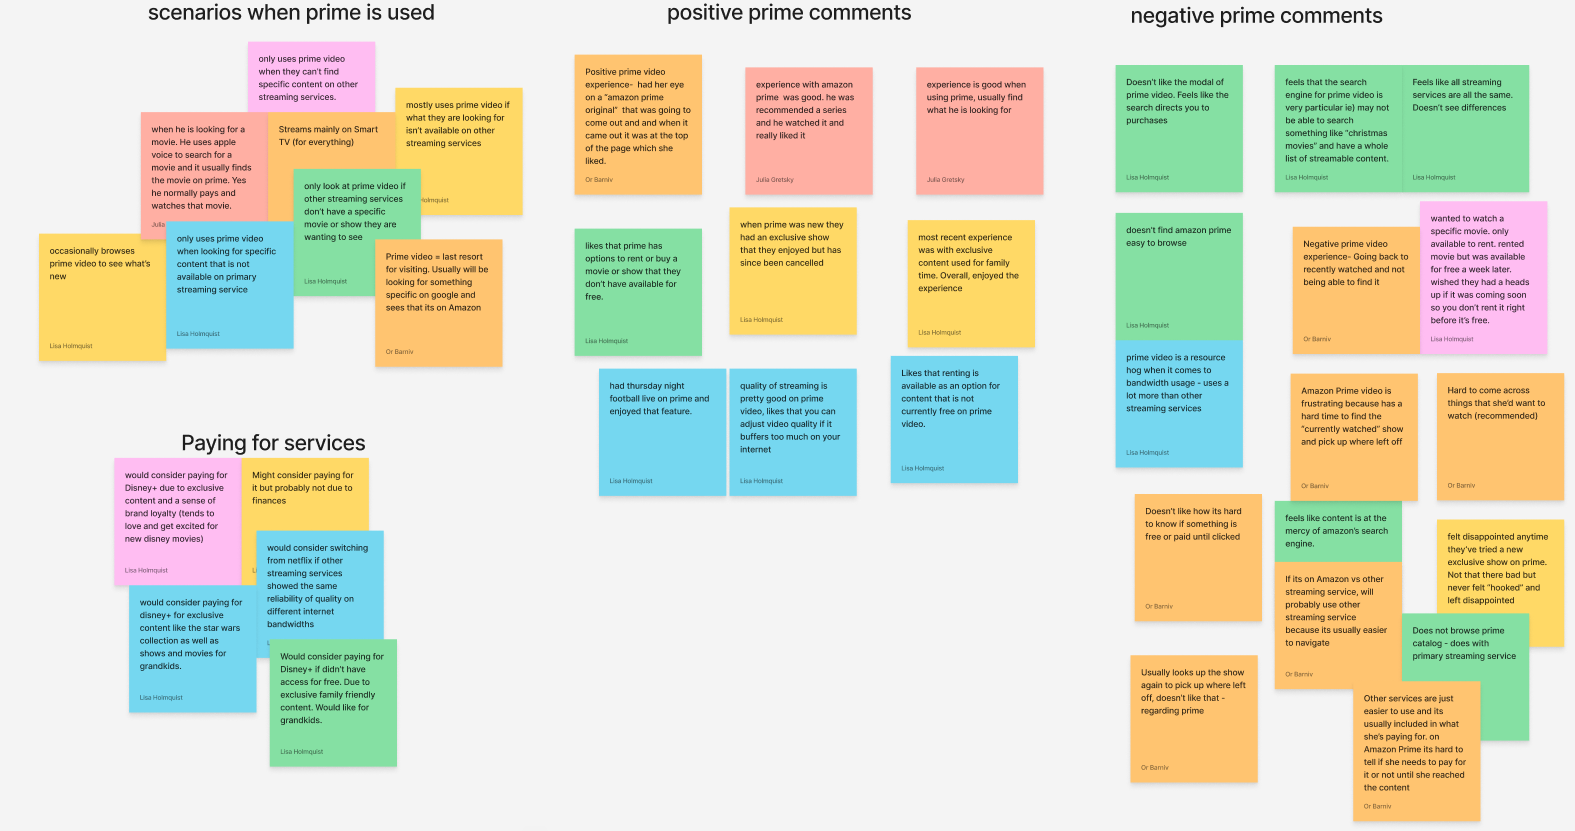 scenarios when prime is used
only uses prime video
when they can't find
specific content on other
streaming services.
mostly uses prime video if
what they are looking for
isn't available on other
streaming services
Holmquist
when he is looking for a
movie. He uses apple
voice to search for a
movie and it usually finds
the movie on prime. Yes
he normally pays and
watches that movie.
Julia
Streams mainly on Smart
TV (for everything)
only look at prime video if
other streaming services
don't have a specific
movie or show they are
wanting to see
Lisa Holmquist
occasionally browses
prime video to see what's
new
Lisa Holmquist
only uses prime video
when looking for specific
content that is not
available on primary
streaming service
Lisa Holmquist
Prime video = last resort
for visiting. Usually will be
looking for something
specific on google and
sees that its on Amazon
Or Barniv
Paying for services
would consider paying for
Disney+ due to exclusive
content and a sense of
brand loyalty (tends to
love and get excited for
new disney movies)
Lisa Holmquist
Might consider paying for
it but probably not due to
finances
would consider switching
from netflix if other
streaming services
showed the same
reliability of quality on
different internet
bandwidths
would consider paying for
disney+ for exclusive
content like the star wars
collection as well as
shows and movies for
grandkids.
Lisa Holmquist
Would consider paying for
Disney+ if didn't have
access for free. Due to
exclusive family friendly
content. Would like for
grandkids.
Lisa Holmquist
positive prime comments
Positive prime video
experience- had her eye
on a "amazon prime
original" that was going to
come out and and when it
came out it was at the top
of the page which she
liked.
Or Barniv
experience with amazon
prime was good. he was
recommended a series
and he watched it and
really liked it
Julia Gretsky
experience is good when
using prime, usually find
what he is looking for
Julia Gretsky
likes that prime has
options to rent or buy a
movie or show that they
don't have available for
free.
Lisa Holmquist
when prime was new they
had an exclusive show
that they enjoyed but has
since been cancelled
Lisa Holmquist
most recent experience
was with exclusive
content used for family
time. Overall, enjoyed the
experience
Lisa Holmquist
had thursday night
football live on prime and
enjoyed that feature.
Lisa Holmquist
quality of streaming is
pretty good on prime
video, likes that you can
adjust video quality if it
buffers too much on your
internet
Lisa Holmquist
Likes that renting is
available as an option for
content that is not
currently free on prime
video.
Lisa Holmquist
negative prime comments
Doesn't like the modal of
prime video. Feels like the
search directs you to
purchases
Lisa Holmquist
feels that the search
engine for prime video is
very particular ie) may not
be able to search
something like "christmas
movies" and have a whole
list of streamable content.
Lisa Holmquist
Feels like all streaming
services are all the same.
Doesn't see differences
Lisa Holmquist
doesn't find amazon prime
easy to browse
Lisa Holmquist
Negative prime video
experience- Going back to
recently watched and not
being able to find it
Or Barniv
wanted to watch a
specific movie. only
available to rent. rented
movie but was available
for free a week later.
wished they had a heads
up if it was coming soon
so you don't rent it right
before it's free.
Lisa Holmquist
prime video is a resource
hog when it comes to
bandwidth usage - uses a
lot more than other
streaming services
Lisa Holmquist
Amazon Prime video is
frustrating because has a
hard time to find the
"currently watched" show
and pick up where left off
Or Barniv
Hard to come across
things that she'd want to
watch (recommended)
Or Barniv
Doesn't like how its hard
to know if something is
free or paid until clicked
Or Barniv
feels like content is at the
mercy of amazon's search
engine.
felt disappointed anytime
they've tried a new
exclusive show on prime.
Not that there bad but
never felt "hooked" and
left disappointed
If its on Amazon vs other
streaming service, will
probably use other
streaming service
because its usually easier
to navigate
Or Barniv
Does not browse prime
catalog - does with
primary streaming service
Usually looks up the show
again to pick up where left
off, doesn't like that -
regarding prime
Or Barniv
Other services are just
easier to use and its
usually included in what
she's paying for. on
Amazon Prime its hard to
tell if she needs to pay for
it or not until she reached
the content
Or Barniv